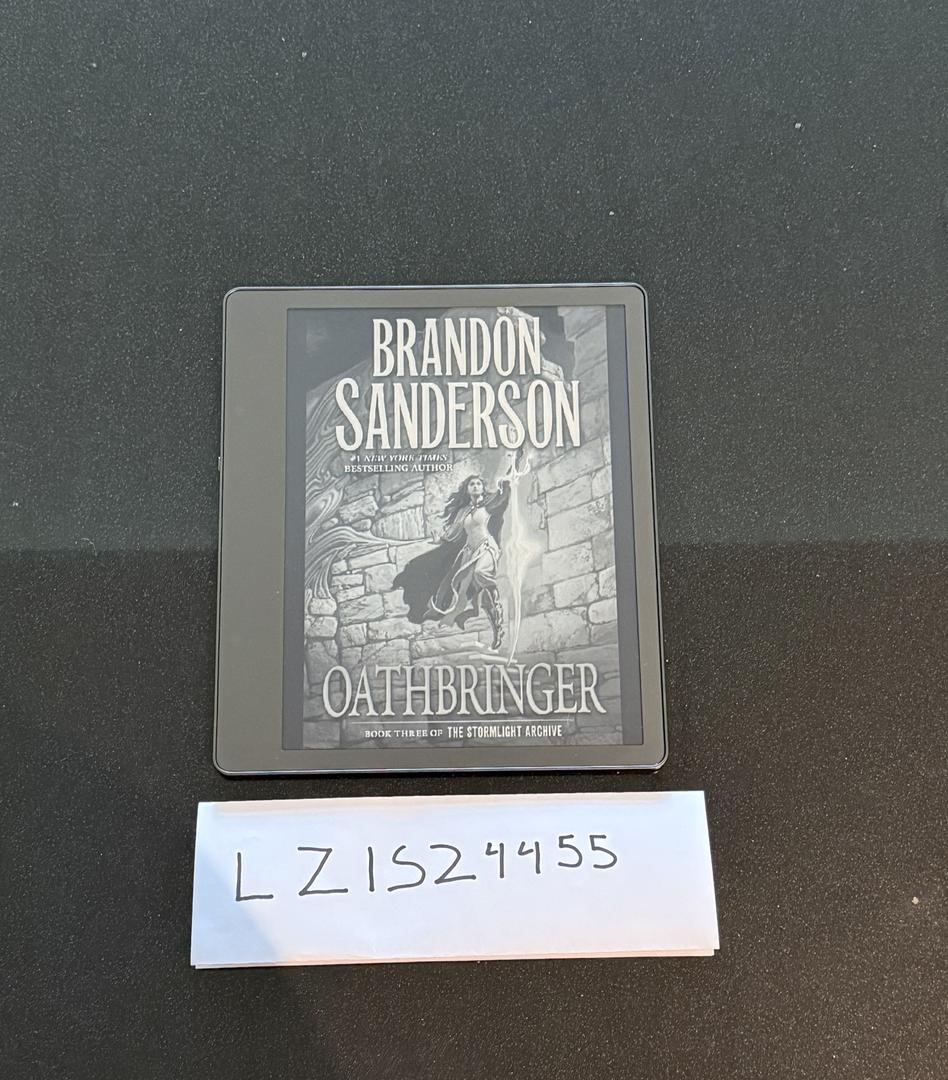 BRANDON
SANDERSON
#1 NEW YORK TIMES
BESTSELLING AUTHOR
OATHBRINGER
BOOK THREE OF THE STORMLIGHT ARCHIVE
LZ1S24455